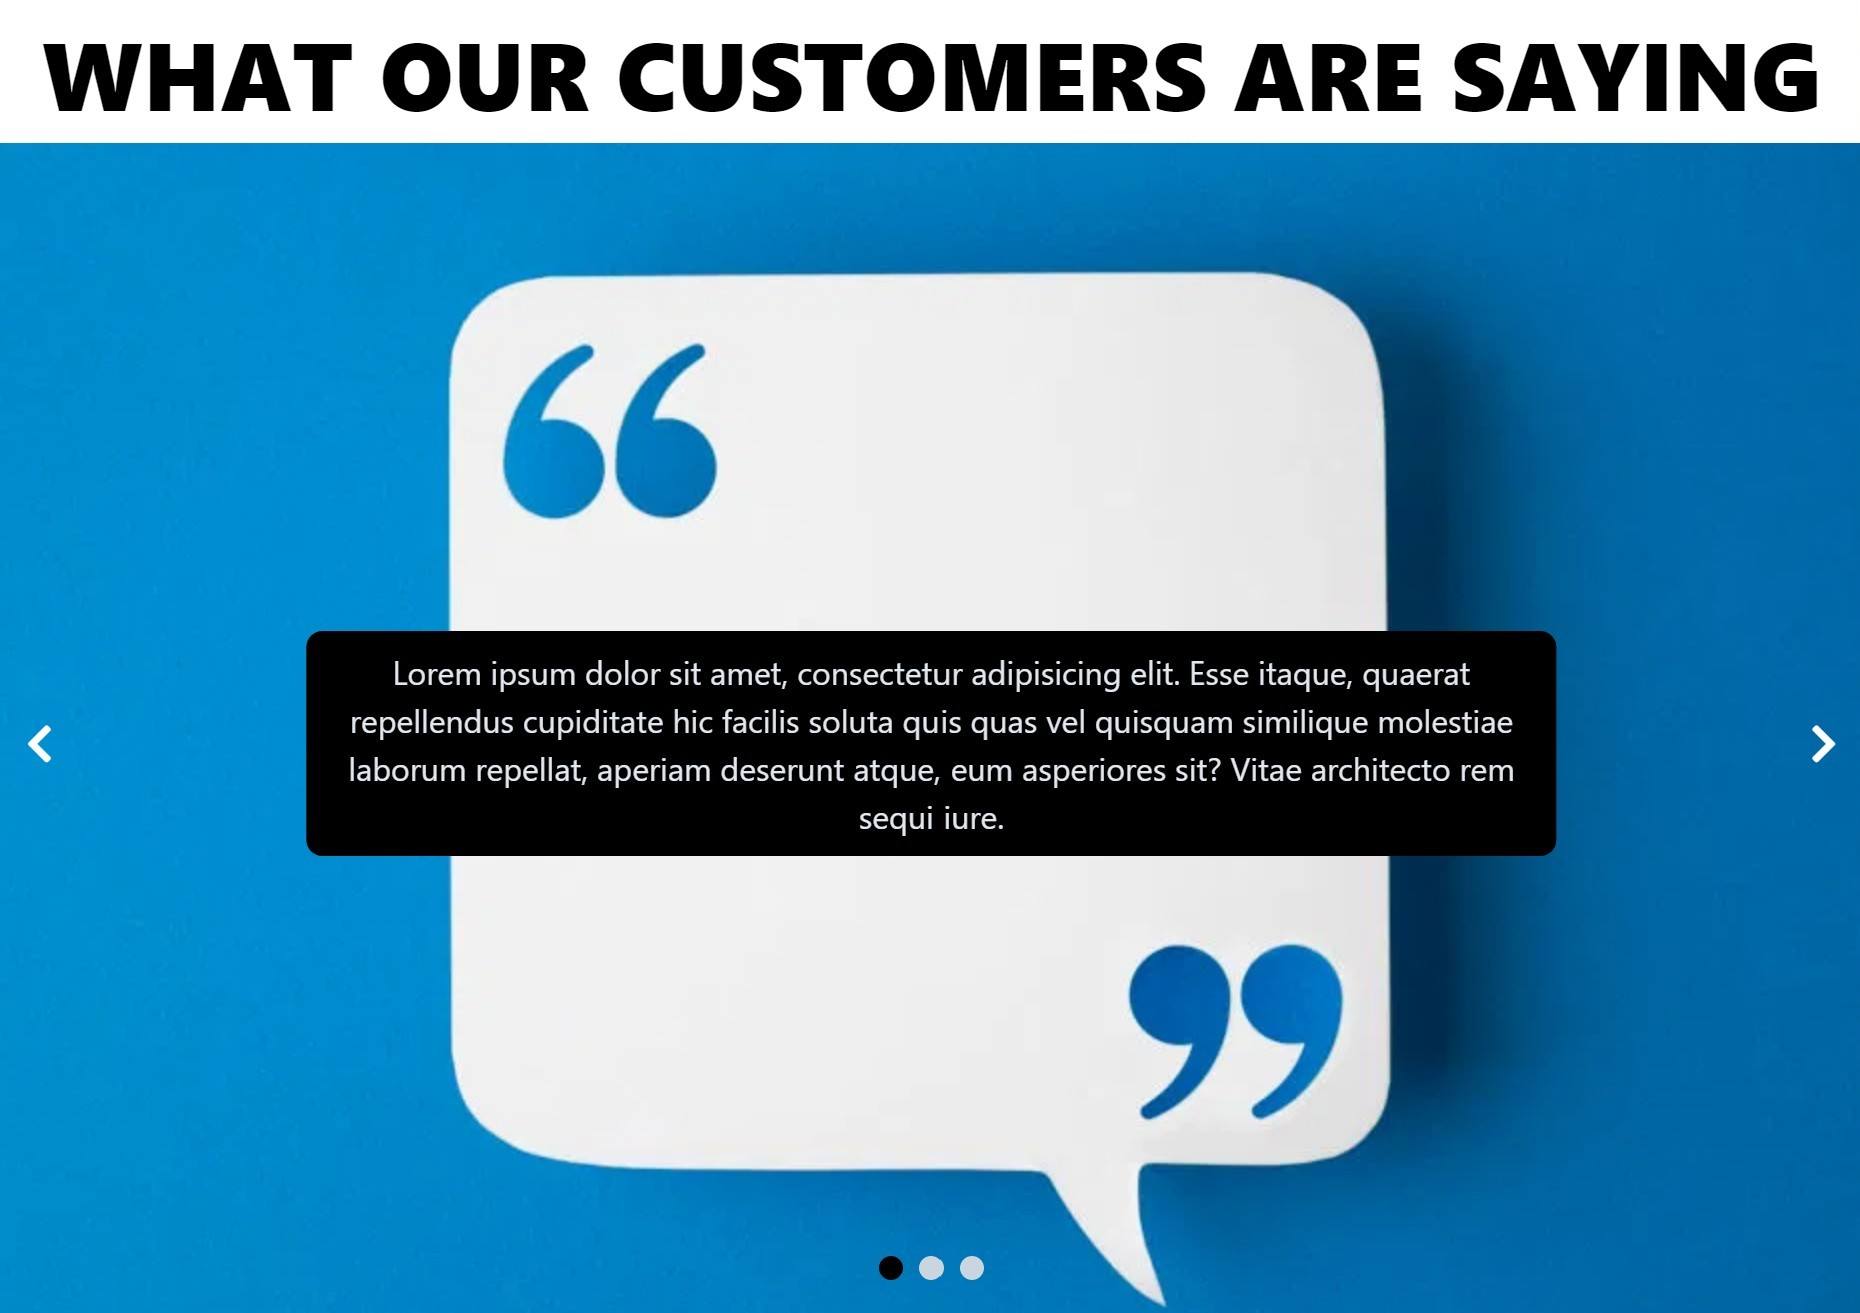 WHAT OUR CUSTOMERS ARE SAYING
Lorem ipsum dolor sit amet, consectetur adipisicing elit. Esse itaque, quaerat
repellendus cupiditate hic facilis soluta quis quas vel quisquam similique molestiae
laborum repellat, aperiam deserunt atque, eum asperiores sit? Vitae architecto rem
sequi iure.